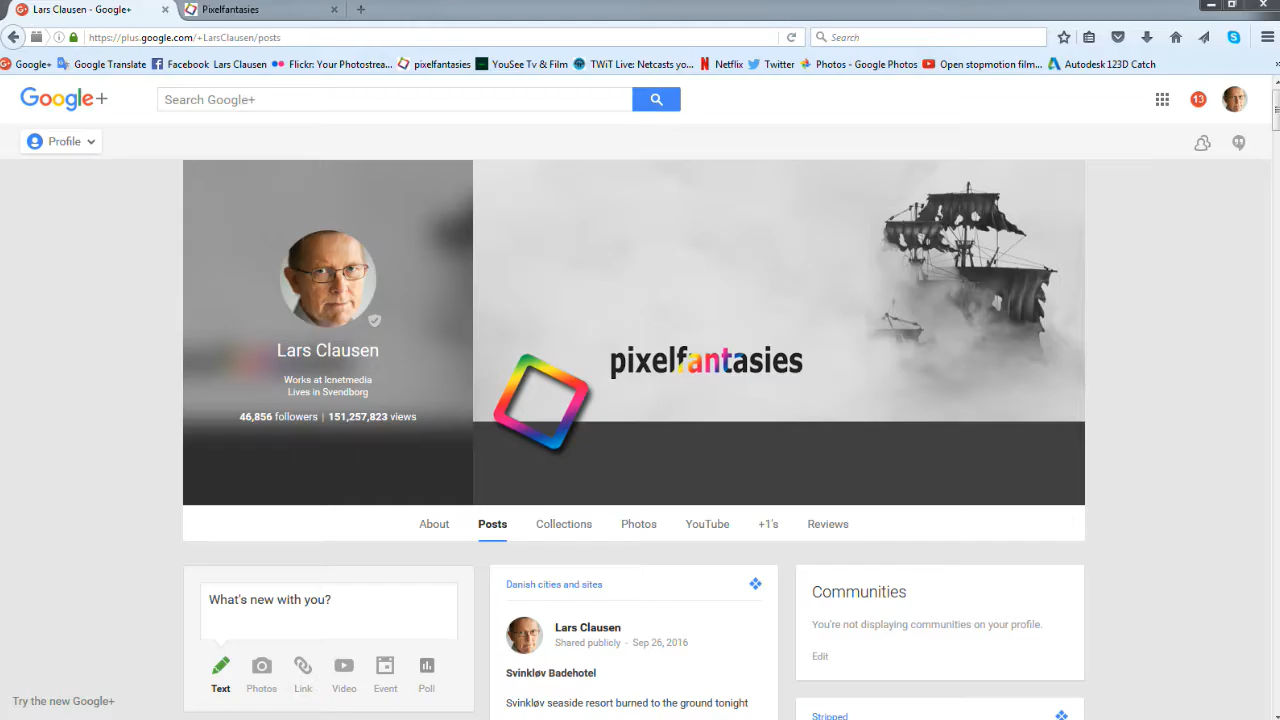 Lars Clausen - Google+
Pixelfantasies
https://plus.google.com/+LarsClausen/posts
Search
Google+
Google Translate
Facebook Lars Clausen
Flickr: Your Photostrea...
pixelfantasies
YouSee Tv & Film
TWiT Live: Netcasts yo...
Netflix
Twitter
Photos - Google Photos
Open stopmotion film...
Autodesk 123D Catch
Google+
Search Google+
13
Profile
pixelfantasies
Lars Clausen
Works at lcnetmedia
Lives in Svendborg
46,856 followers | 151,257,823 views
About
Posts
Collections
Photos
YouTube
+1's
Reviews
What's new with you?
Text
Photos
Link
Video
Event
Poll
Danish cities and sites
Lars Clausen
Shared publicly - Sep 26, 2016
Svinkløv Badehotel
Svinkløv seaside resort burned to the ground tonight
Communities
You're not displaying communities on your profile.
Edit
Stripped
Try the new Google+